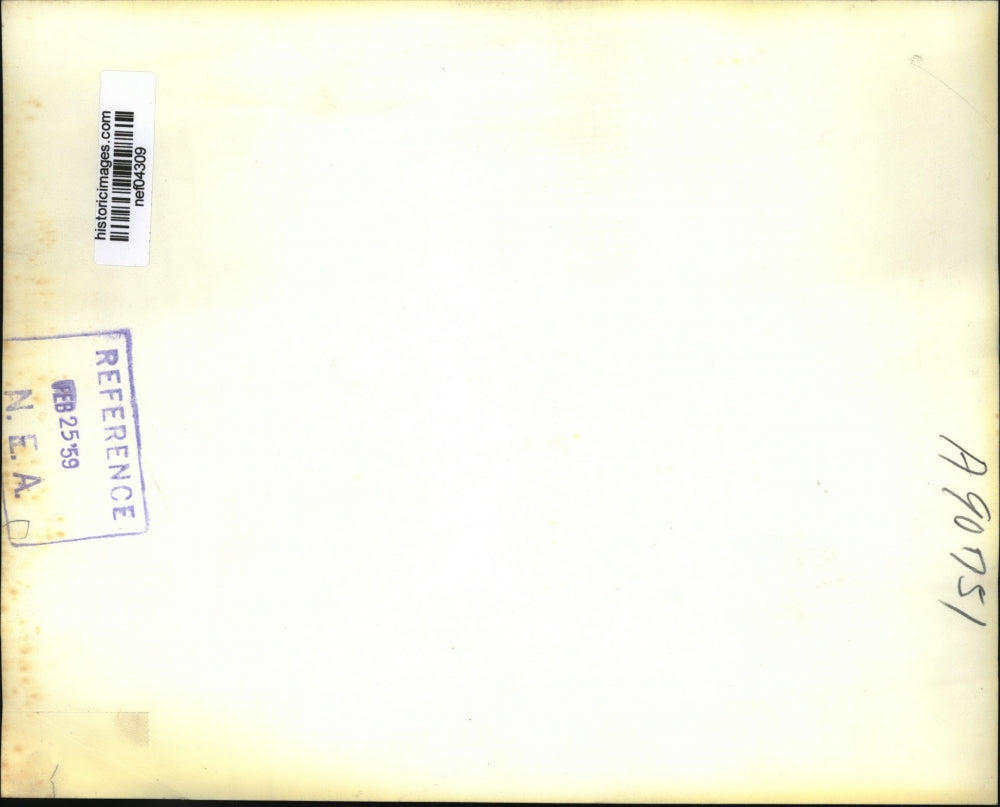 historicimages.com
nef04309
REFERENCE
FEB 25 '59
N. E. A.
A90751